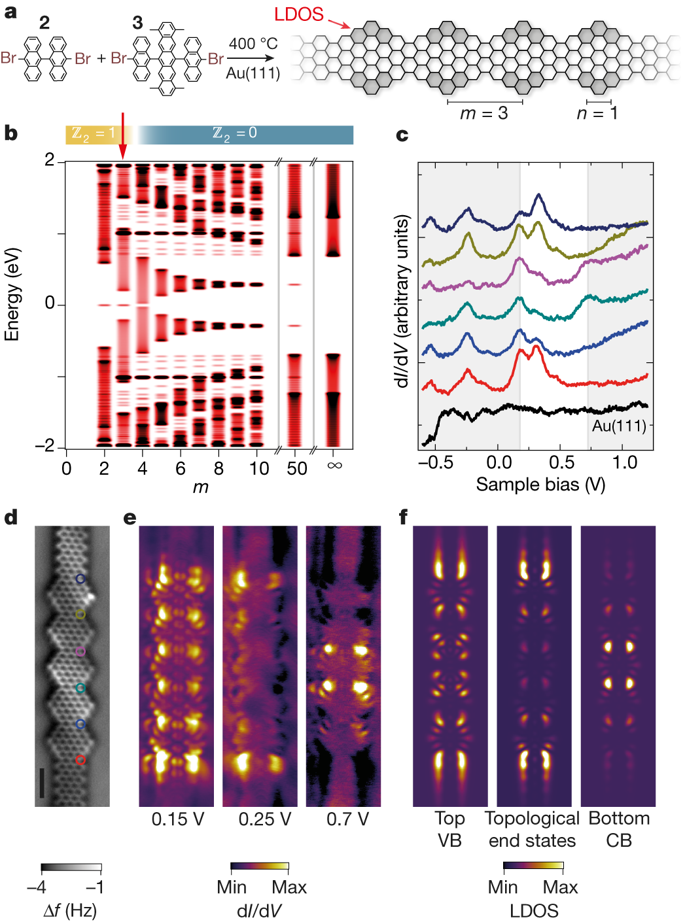 a
2
3
LDOS
Br
Br
+
Br
Br
400 °C
Au(111)
m = 3
n = 1
b
ℤ₂ = 1
ℤ₂ = 0
Energy (eV)
2
0
−2
0
2
4
6
8
10
50
∞
m
c
dI/dV (arbitrary units)
Au(111)
−0.5
0.0
0.5
1.0
Sample bias (V)
d
e
f
0.15 V
0.25 V
0.7 V
Top
VB
Topological
end states
Bottom
CB
−4
−1
Δf (Hz)
Min
Max
dI/dV
Min
Max
LDOS